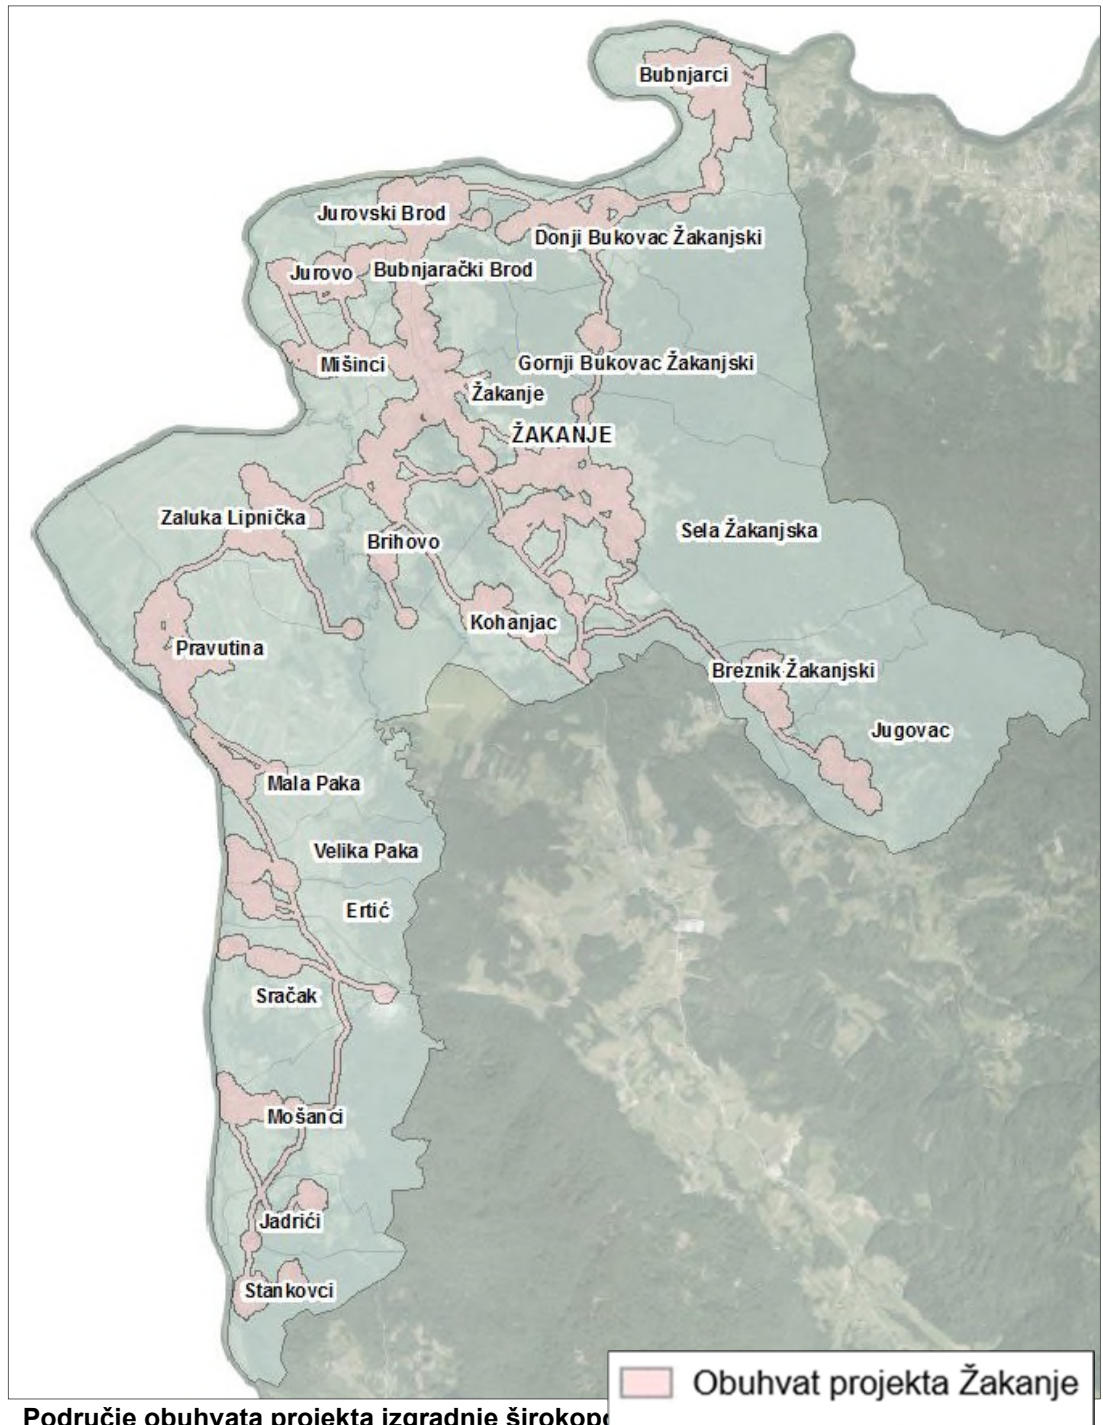 Bubnjarci
Jurovski Brod
Donji Bukovac Žakanjski
Jurovo
Bubnjarački Brod
Mišinci
Gornji Bukovac Žakanjski
Žakanje
ŽAKANJE
Zaluka Lipnička
Sela Žakanjska
Brihovo
Kohanjac
Pravutina
Breznik Žakanjski
Jugovac
Mala Paka
Velika Paka
Ertić
Sračak
Mošanci
Jadrići
Stankovci
Obuhvat projekta Žakanje
Područje obuhvata projekta izgradnje